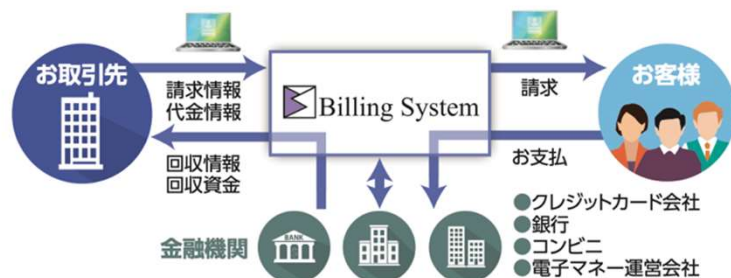 お取引先
請求情報
代金情報
回収情報
回収資金
Billing System
請求
お支払
お客様
金融機関
BANK
●クレジットカード会社
●銀行
●コンビニ
●電子マネー運営会社